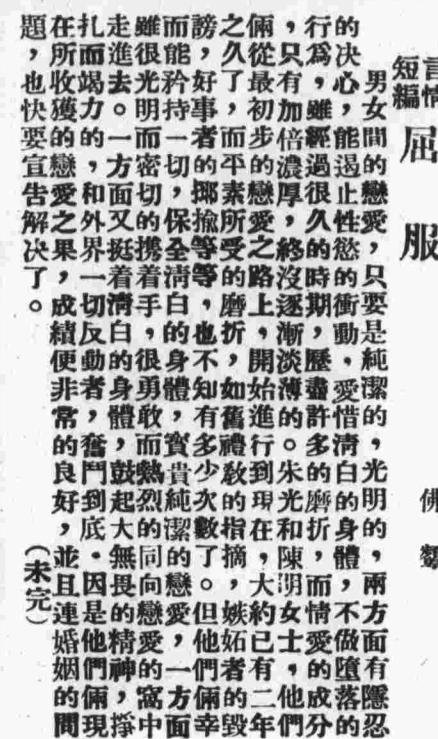 言情
短編
屈服
佛
男女間的戀愛，只要是純潔的，光明的，兩方面有隱忍
的决心，能遏止性慾的衝動，愛惜清白的身體，不做墮落的
行爲，雖經過很久的時期，歷盡許多的磨折，而情愛的成分
，只有加倍濃厚，終沒逐漸淡薄的。朱光和陳女士，他們
倆從最初步的戀愛之路上，開始進行到現在，大約已有二年
之久了，而平素所受的磨折，如舊禮教的指摘，嫉妬者的毀
謗，好事者的揶揄等等，也不知有多少次數了。但他們倆幸
而能矜持一切，保全清白的身體，寳貴純潔的戀愛，一方面
雖很光明而密切的携着手，很勇敢而熱烈的同向戀愛的窩中
走進去。一方面又挺着清白的身體，鼓起大無畏的精神，掙
扎而竭力的，和外界一切反動者，奮鬥到底。因是他們倆現
在所收獲的戀愛之果，成績便非常的良好，並且連婚姻的問
題，也快要宣告解决了。（未完）